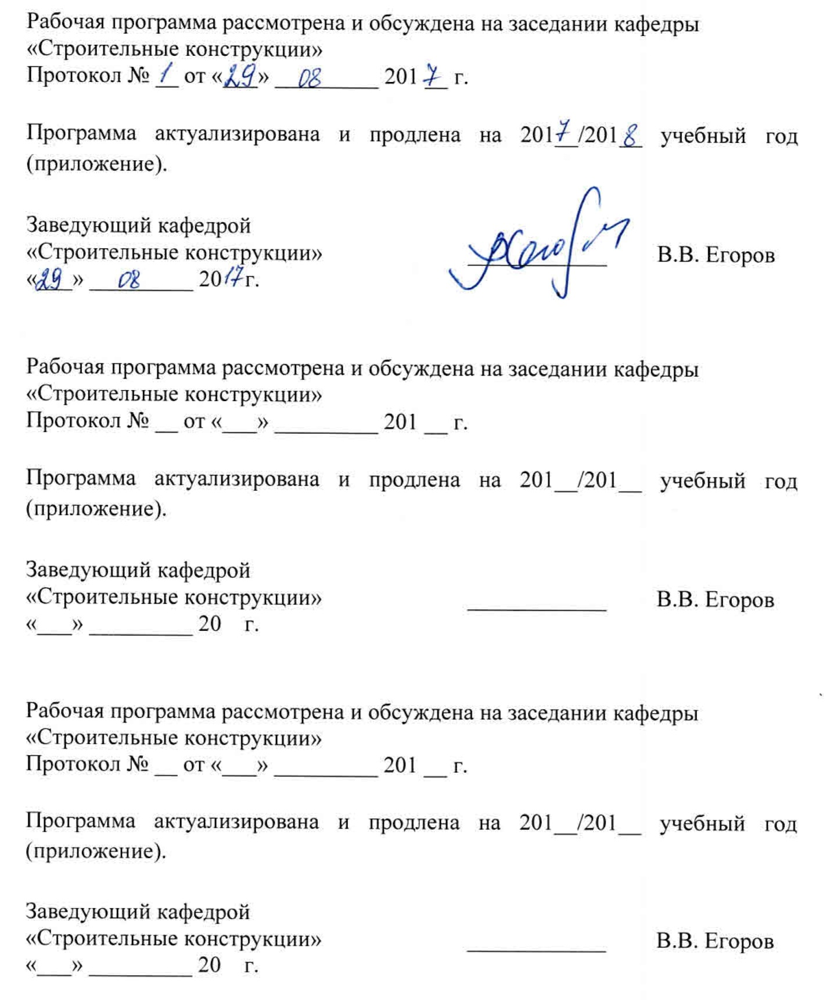 Рабочая программа рассмотрена и обсуждена на заседании кафедры
«Строительные конструкции»
Протокол № 1 от «29» 08 2017 г.
Программа актуализирована и продлена на 2017/2018 учебный год
(приложение).
Заведующий кафедрой
«Строительные конструкции» В.В. Егоров
«29» 08 2017 г.
Рабочая программа рассмотрена и обсуждена на заседании кафедры
«Строительные конструкции»
Протокол № __ от «___» _________ 201 __ г.
Программа актуализирована и продлена на 201__/201__ учебный год
(приложение).
Заведующий кафедрой
«Строительные конструкции» ____________ В.В. Егоров
«___» _________ 20 г.
Рабочая программа рассмотрена и обсуждена на заседании кафедры
«Строительные конструкции»
Протокол № __ от «___» _________ 201 __ г.
Программа актуализирована и продлена на 201__/201__ учебный год
(приложение).
Заведующий кафедрой
«Строительные конструкции» ____________ В.В. Егоров
«___» _________ 20 г.